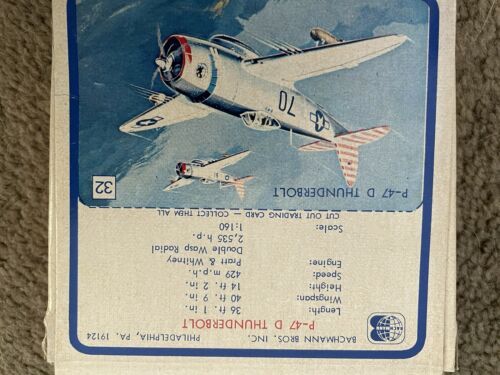 BACHMANN
BACHMANN BROS. INC. PHILADELPHIA, PA. 19124
P-47 D THUNDERBOLT
Length: 36 ft. 1 in.
Wingspan: 40 ft. 9 in.
Height: 14 ft. 2 in.
Speed: 429 m.p.h.
Engine: Pratt & Whitney
Double Wasp Radial
2,535 h.p.
Scale: 1:160
CUT OUT TRADING CARD — COLLECT THEM ALL
P-47 D THUNDERBOLT
32
70